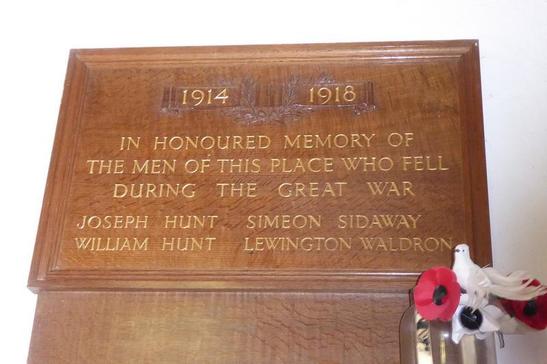 1914 1918
IN HONOURED MEMORY OF
THE MEN OF THIS PLACE WHO FELL
DURING THE GREAT WAR
JOSEPH HUNT SIMEON SIDAWAY
WILLIAM HUNT LEWINGTON WALDRON